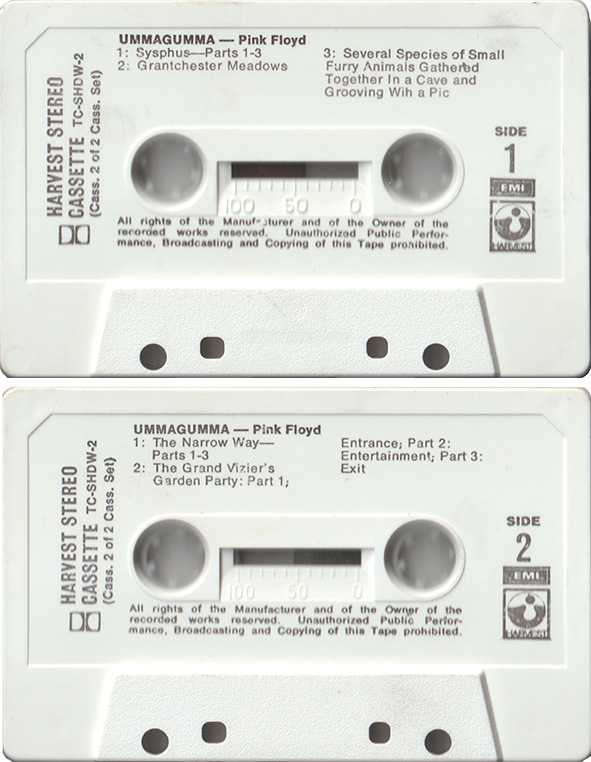 UMMAGUMMA — Pink Floyd
1: Sysphus—Parts 1-3
2: Grantchester Meadows
3: Several Species of Small
Furry Animals Gathered
Together In a Cave and
Grooving Wih a Pic
HARVEST STEREO
CASSETTE TC-SHDW-2
(Cass. 2 of 2 Cass. Set)
SIDE
1
EMI
HARVEST
100 50 0
All rights of the Manufacturer and of the Owner of the
recorded works reserved. Unauthorized Public Perfor-
mance, Broadcasting and Copying of this Tape prohibited.
UMMAGUMMA — Pink Floyd
1: The Narrow Way—
Parts 1-3
2: The Grand Vizier's
Garden Party: Part 1;
Entrance; Part 2:
Entertainment; Part 3:
Exit
HARVEST STEREO
CASSETTE TC-SHDW-2
(Cass. 2 of 2 Cass. Set)
SIDE
2
EMI
HARVEST
100 50 0
All rights of the Manufacturer and of the Owner of the
recorded works reserved. Unauthorized Public Perfor-
mance, Broadcasting and Copying of this Tape prohibited.